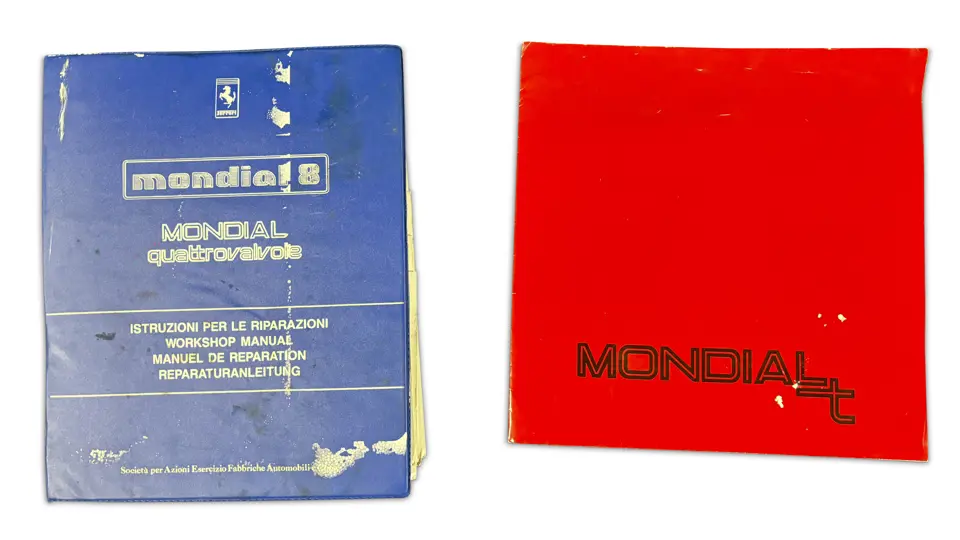 Ferrari
mondial 8
MONDIAL
quattrovalvole
ISTRUZIONI PER LE RIPARAZIONI
WORKSHOP MANUAL
MANUEL DE REPARATION
REPARATURANLEITUNG
Società per Azioni Esercizio Fabbriche Automobili
MONDIAL t